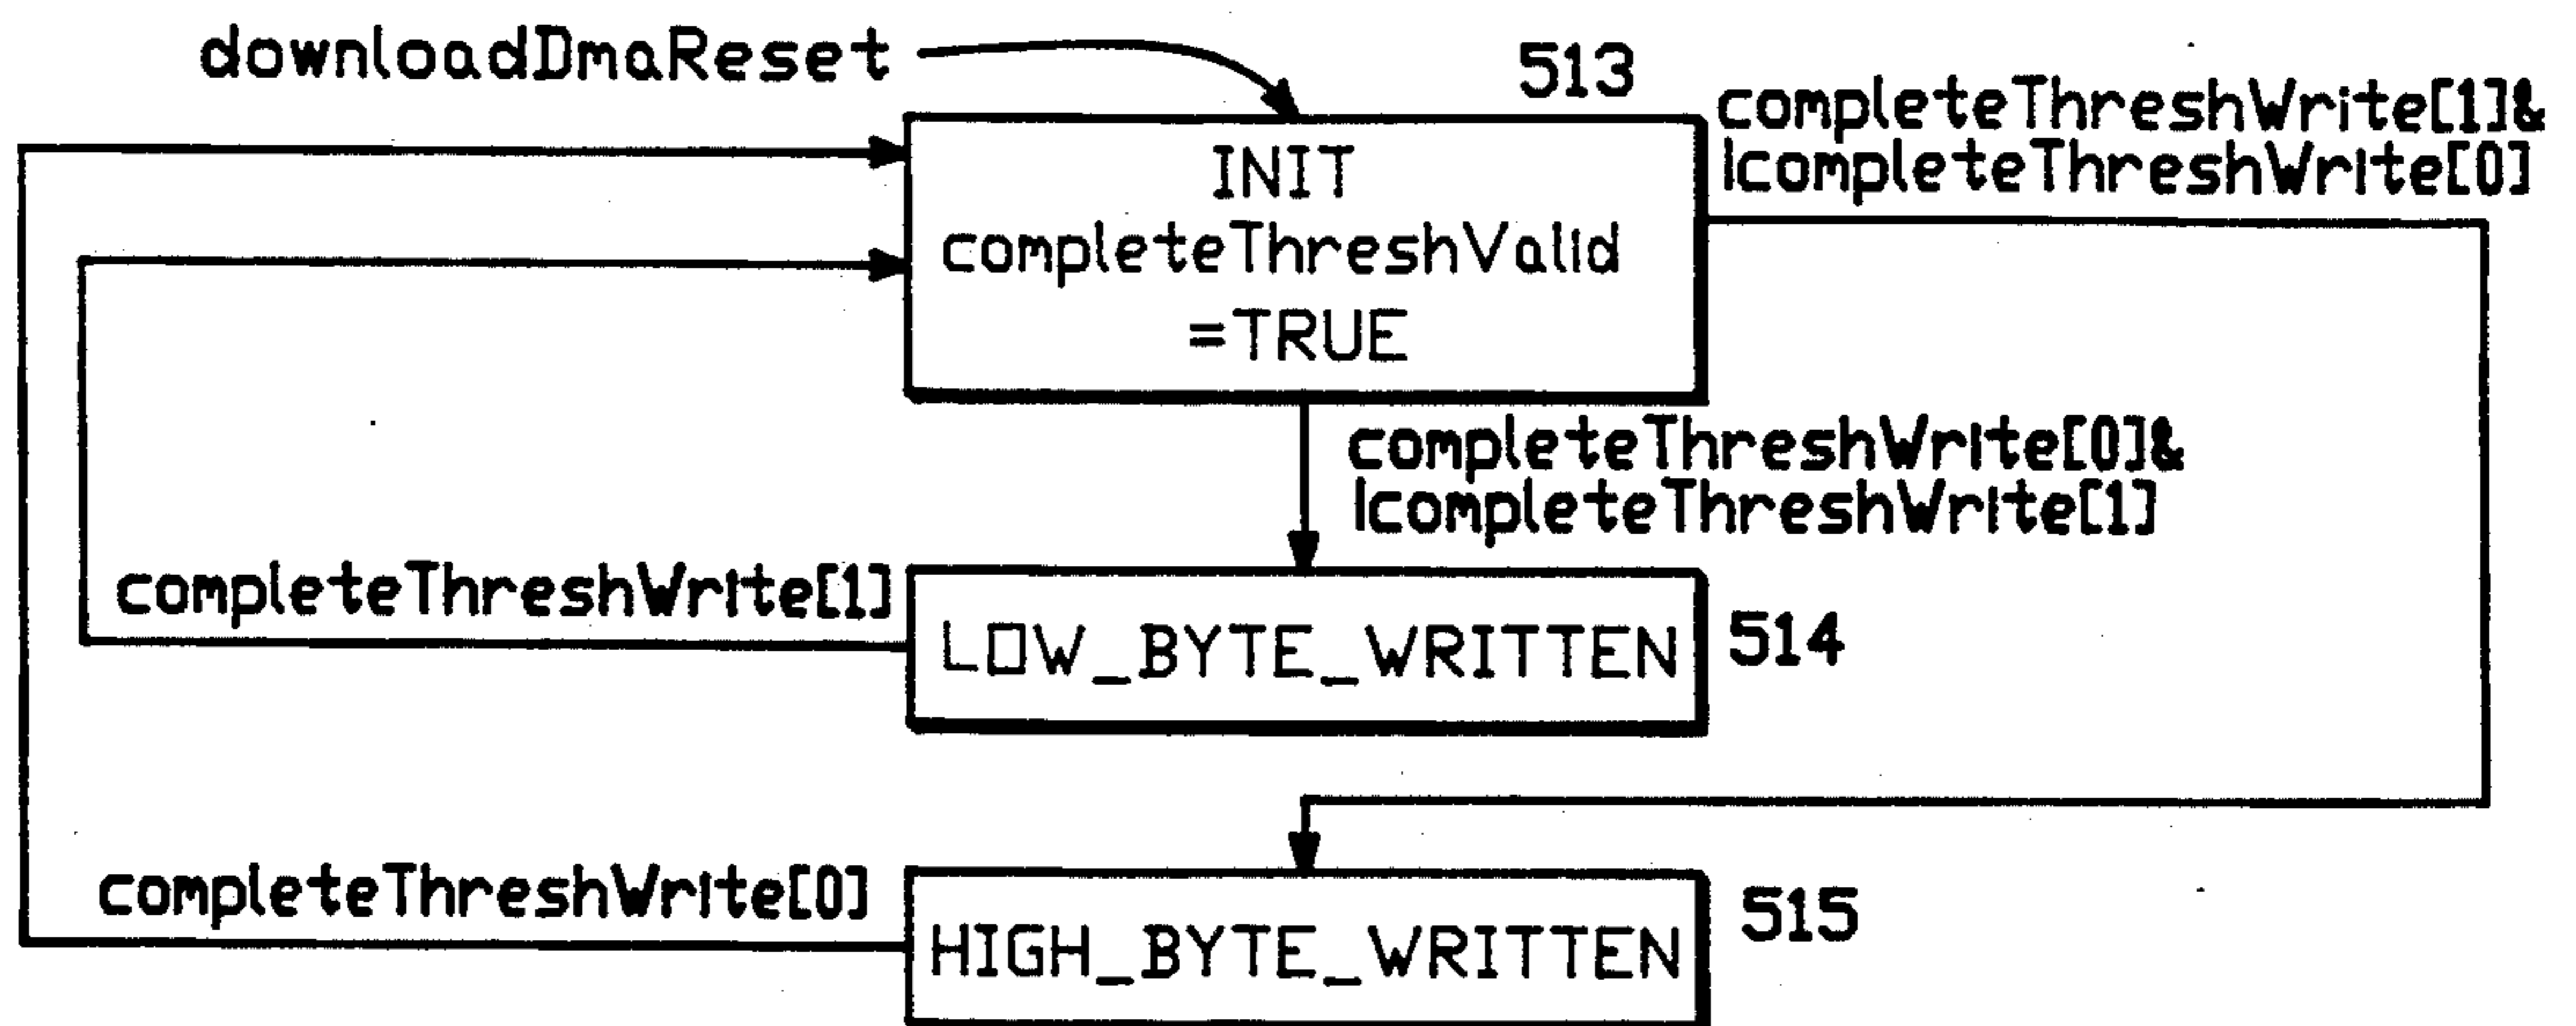 downloadDmaReset
513
completeThreshWrite[1]&
!completeThreshWrite[0]
INIT
completeThreshValid
=TRUE
completeThreshWrite[0]&
!completeThreshWrite[1]
completeThreshWrite[1]
LOW_BYTE_WRITTEN
514
completeThreshWrite[0]
HIGH_BYTE_WRITTEN
515